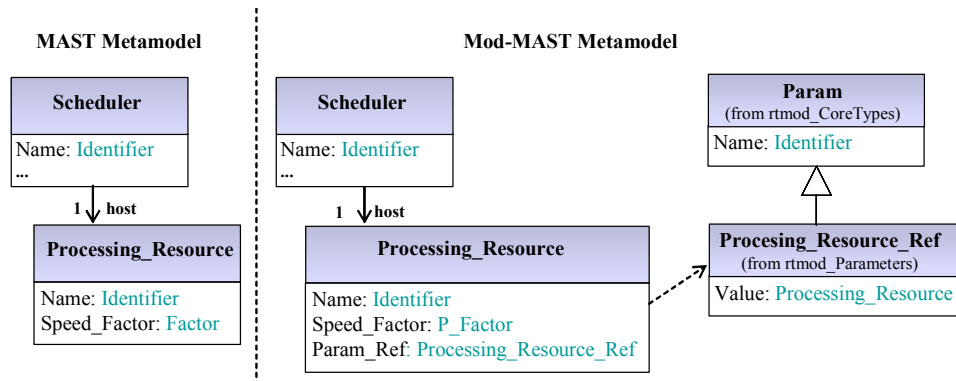 MAST Metamodel
Scheduler
Name: Identifier
...
1 host
Processing_Resource
Name: Identifier
Speed_Factor: Factor
Mod-MAST Metamodel
Scheduler
Name: Identifier
...
1 host
Processing_Resource
Name: Identifier
Speed_Factor: P_Factor
Param_Ref: Processing_Resource_Ref
Param
(from rtmod_CoreTypes)
Name: Identifier
Procesing_Resource_Ref
(from rtmod_Parameters)
Value: Processing_Resource